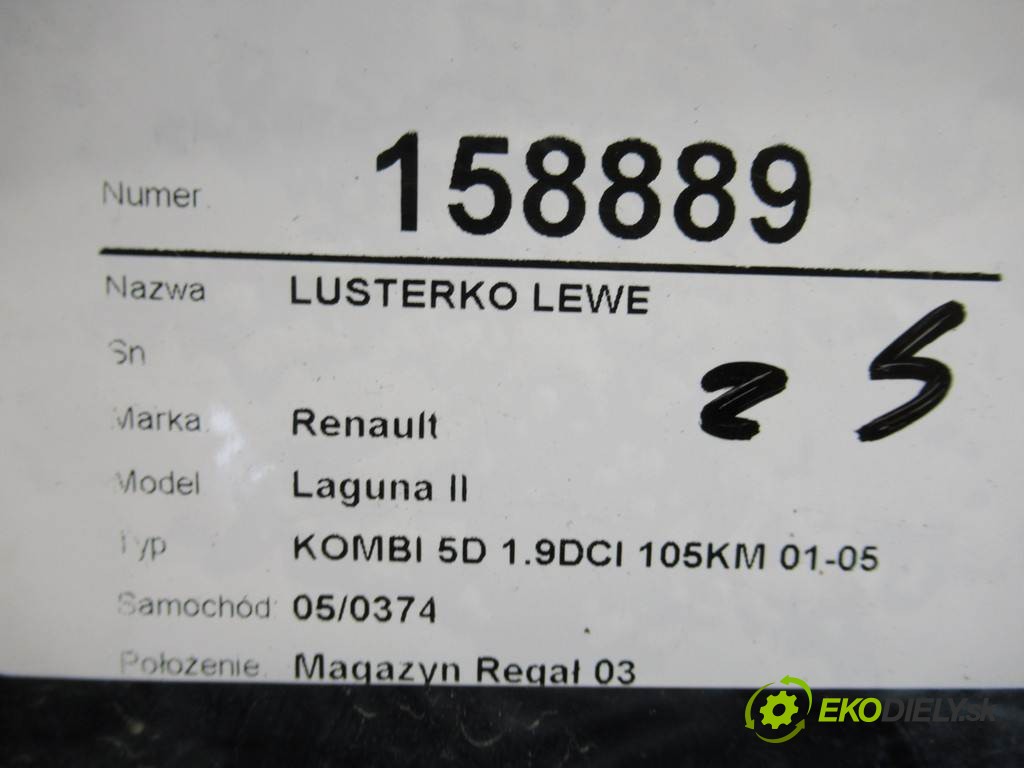 Numer. 158889
Nazwa LUSTERKO LEWE
Sn
Marka. Renault
Model Laguna II
Typ KOMBI 5D 1.9DCI 105KM 01-05
Samochód: 05/0374
Położenie. Magazyn Regał 03
25
EKODIELY.sk